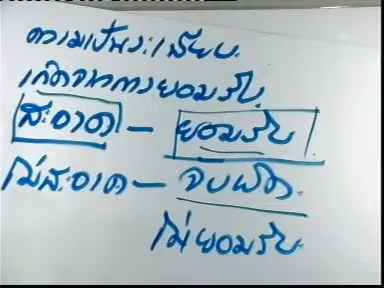 ความเป็นระเบียบ
เกิดจากการยอมรับ
สะอาด – ยอมรับ
ไม่สะอาด – จับผิด
ไม่ยอมรับ